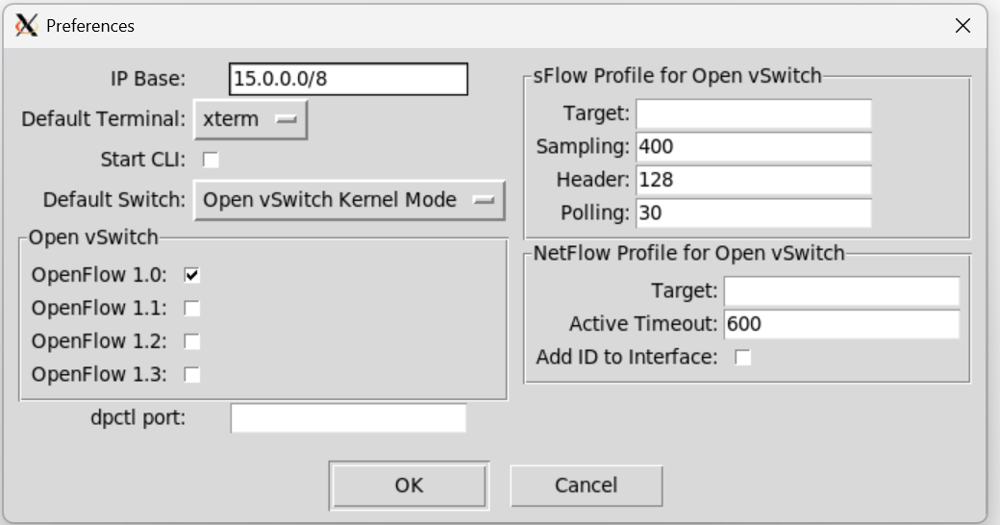 Preferences
IP Base: 15.0.0.0/8
Default Terminal: xterm
Start CLI:
Default Switch: Open vSwitch Kernel Mode
Open vSwitch
OpenFlow 1.0:
OpenFlow 1.1:
OpenFlow 1.2:
OpenFlow 1.3:
dpctl port:
sFlow Profile for Open vSwitch
Target:
Sampling: 400
Header: 128
Polling: 30
NetFlow Profile for Open vSwitch
Target:
Active Timeout: 600
Add ID to Interface:
OK
Cancel